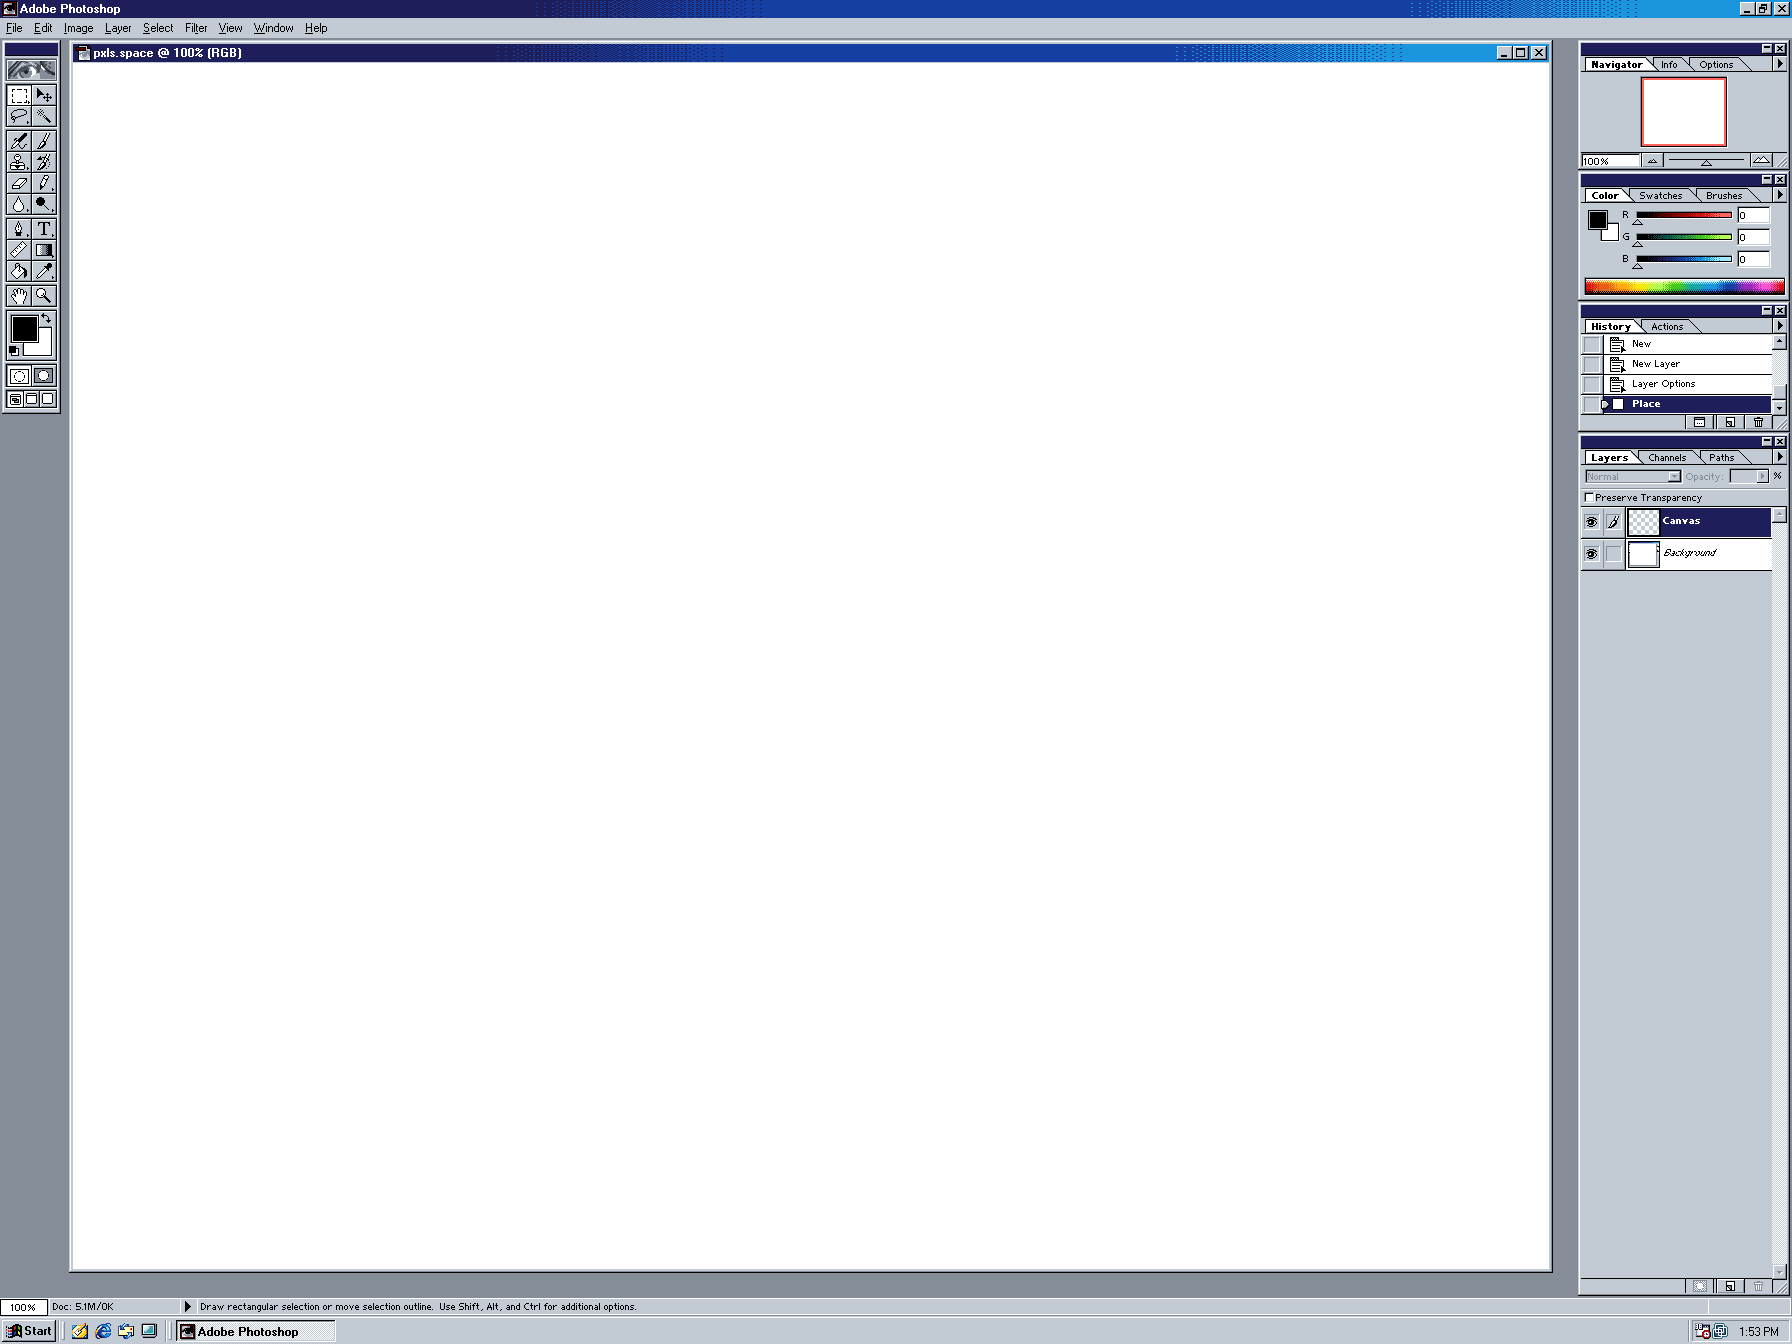 Adobe Photoshop
File Edit Image Layer Select Filter View Window Help
pxls.space @ 100% (RGB)
Navigator Info Options
100%
Color Swatches Brushes
R 0
G 0
B 0
History Actions
New
New Layer
Layer Options
Place
Layers Channels Paths
Normal Opacity: %
Preserve Transparency
Canvas
Background
T
100% Doc: 5.1M/0K Draw rectangular selection or move selection outline. Use Shift, Alt, and Ctrl for additional options.
Start Adobe Photoshop 1:53 PM